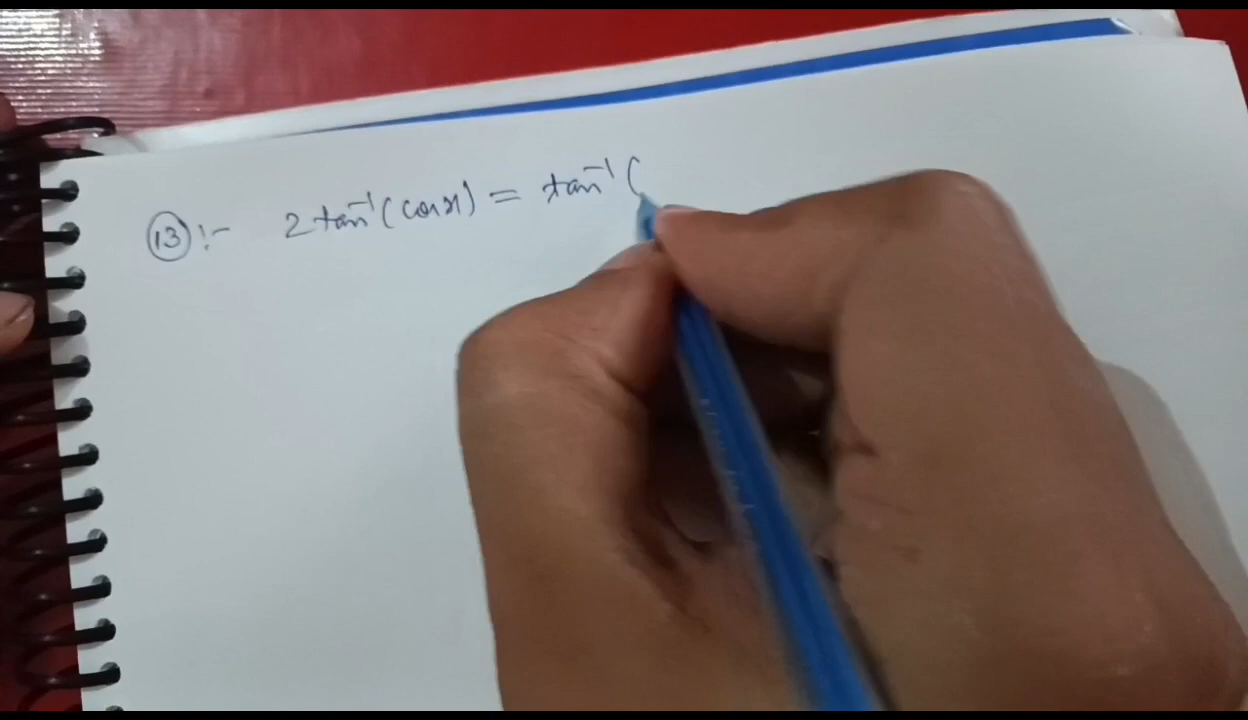 13 :- 2 tan⁻¹ (cos x) = tan⁻¹ (